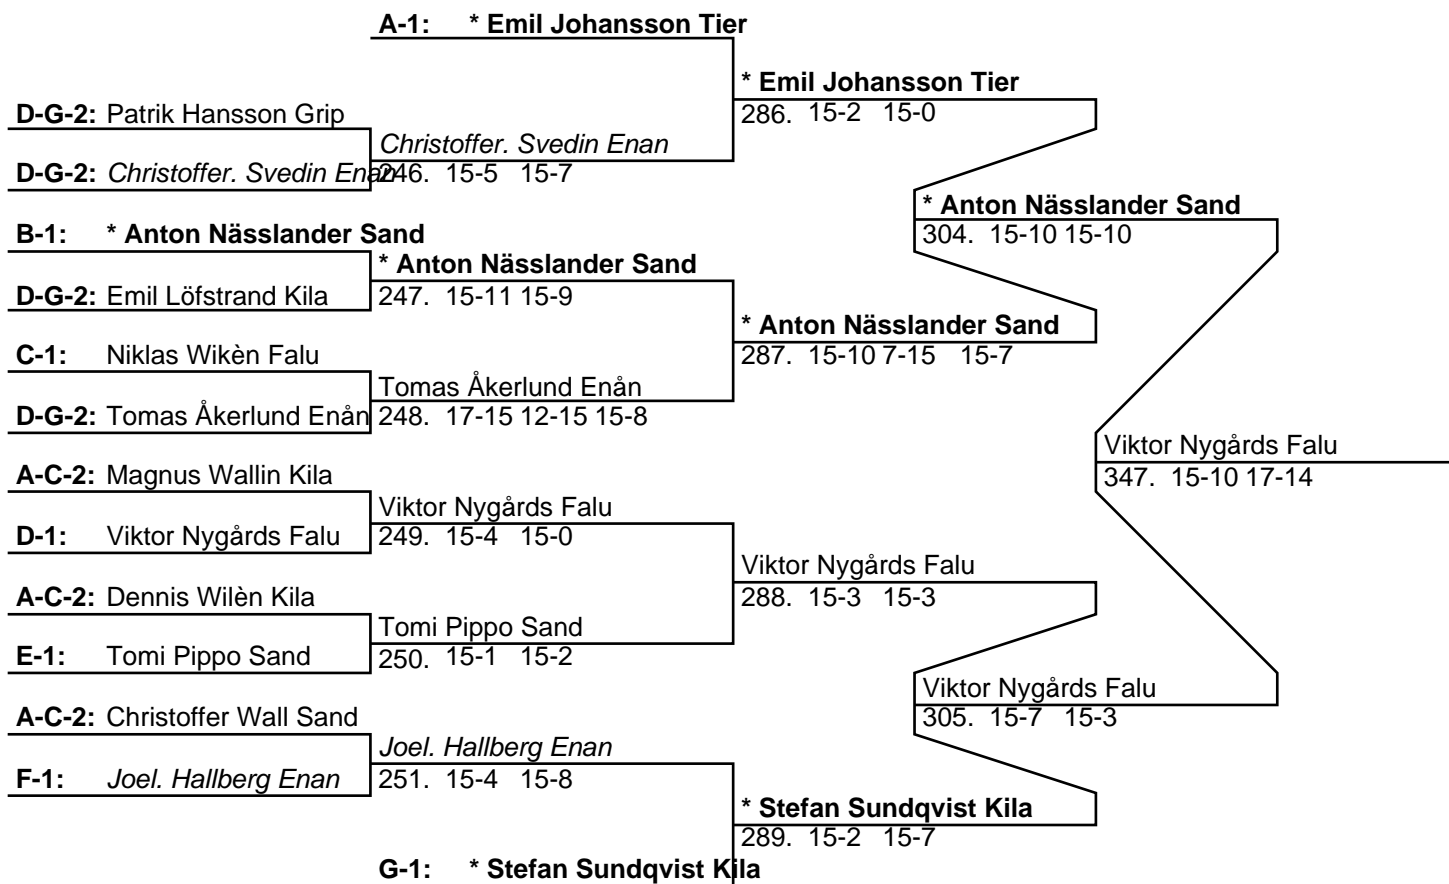 A-1: * Emil Johansson Tier
* Emil Johansson Tier
286. 15-2 15-0
D-G-2: Patrik Hansson Grip
Christoffer. Svedin Enan
246. 15-5 15-7
D-G-2: Christoffer. Svedin Enan
* Anton Nässlander Sand
304. 15-10 15-10
B-1: * Anton Nässlander Sand
* Anton Nässlander Sand
247. 15-11 15-9
D-G-2: Emil Löfstrand Kila
* Anton Nässlander Sand
287. 15-10 7-15 15-7
C-1: Niklas Wikèn Falu
Tomas Åkerlund Enån
248. 17-15 12-15 15-8
D-G-2: Tomas Åkerlund Enån
Viktor Nygårds Falu
347. 15-10 17-14
A-C-2: Magnus Wallin Kila
Viktor Nygårds Falu
249. 15-4 15-0
D-1: Viktor Nygårds Falu
Viktor Nygårds Falu
288. 15-3 15-3
A-C-2: Dennis Wilèn Kila
Tomi Pippo Sand
250. 15-1 15-2
E-1: Tomi Pippo Sand
Viktor Nygårds Falu
305. 15-7 15-3
A-C-2: Christoffer Wall Sand
Joel. Hallberg Enan
251. 15-4 15-8
F-1: Joel. Hallberg Enan
* Stefan Sundqvist Kila
289. 15-2 15-7
G-1: * Stefan Sundqvist Kila